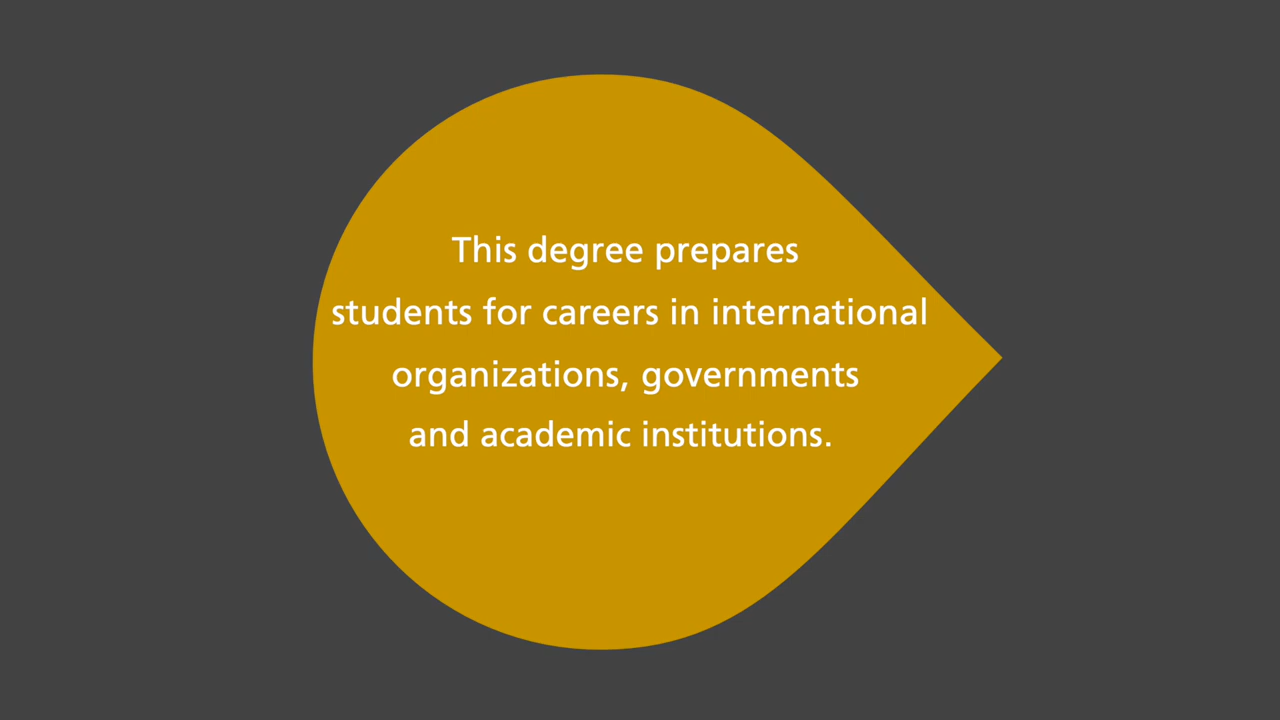 This degree prepares
students for careers in international
organizations, governments
and academic institutions.